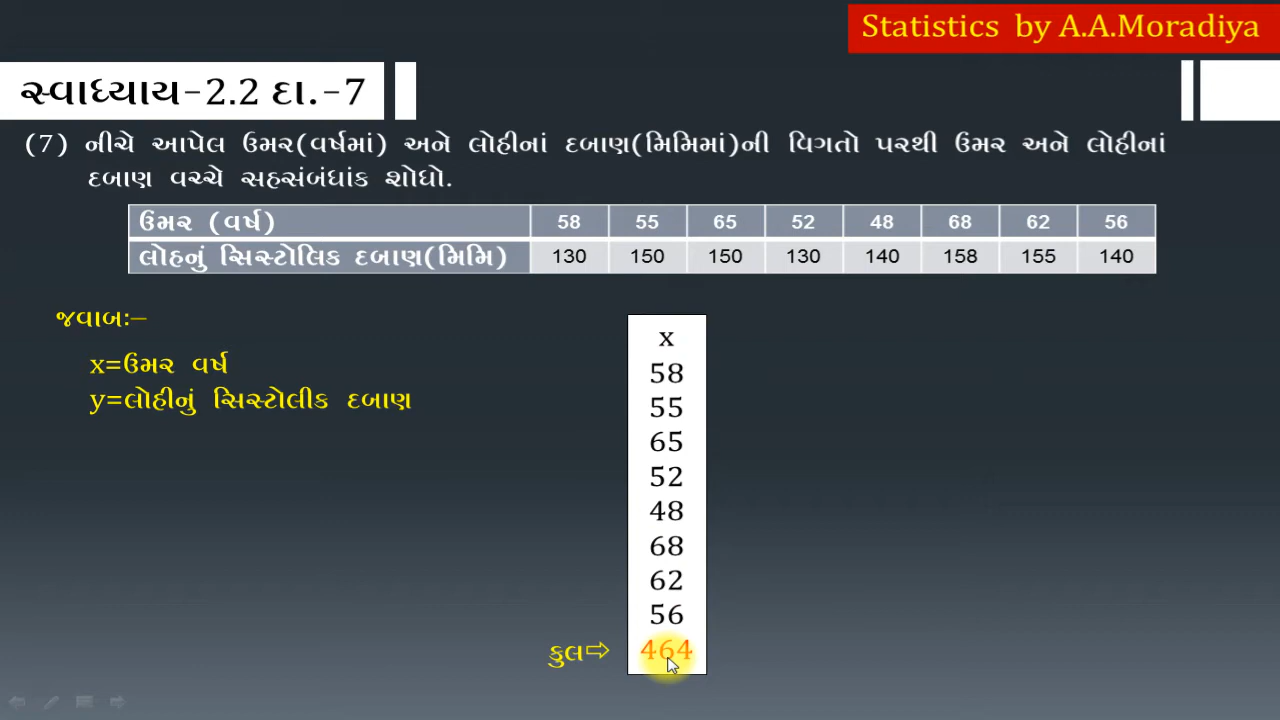 Statistics by A.A.Moradiya
સ્વાધ્યાય-2.2 દા.-7
(7) નીચે આપેલ ઉંમર(વર્ષમાં) અને લોહીનાં દબાણ(મિમિમાં)ની વિગતો પરથી ઉંમર અને લોહીનાં
દબાણ વચ્ચે સહસંબંધાંક શોધો.
ઉંમર (વર્ષ) 58 55 65 52 48 68 62 56
લોહનું સિસ્ટોલિક દબાણ(મિમિ) 130 150 150 130 140 158 155 140
જવાબ:–
x=ઉંમર વર્ષ
y=લોહીનું સિસ્ટોલીક દબાણ
x
58
55
65
52
48
68
62
56
કુલ⇨ 464